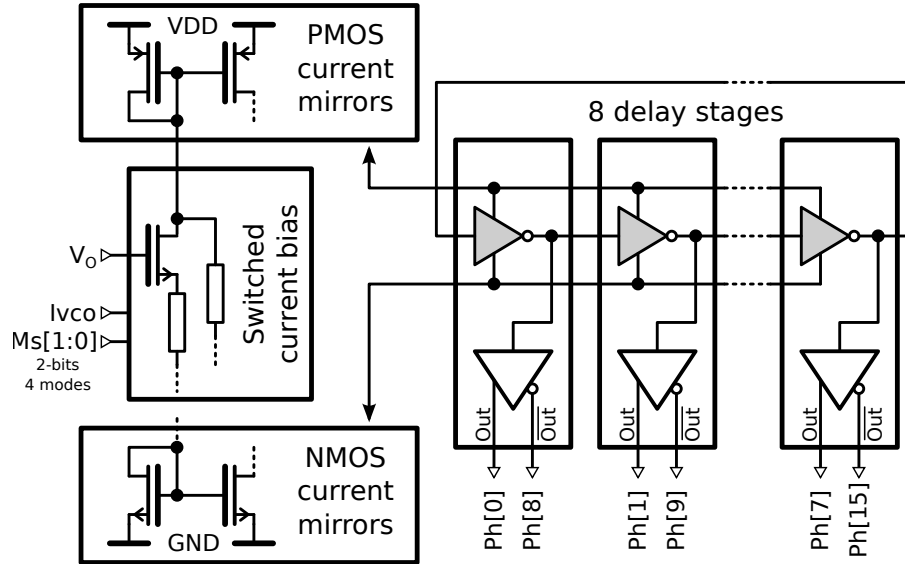 VDD
PMOS
current
mirrors
8 delay stages
Switched
current bias
VO
Ivco
Ms[1:0]
2-bits
4 modes
NMOS
current
mirrors
GND
Out
Out
Out
Out
Out
Out
Ph[0]
Ph[8]
Ph[1]
Ph[9]
Ph[7]
Ph[15]